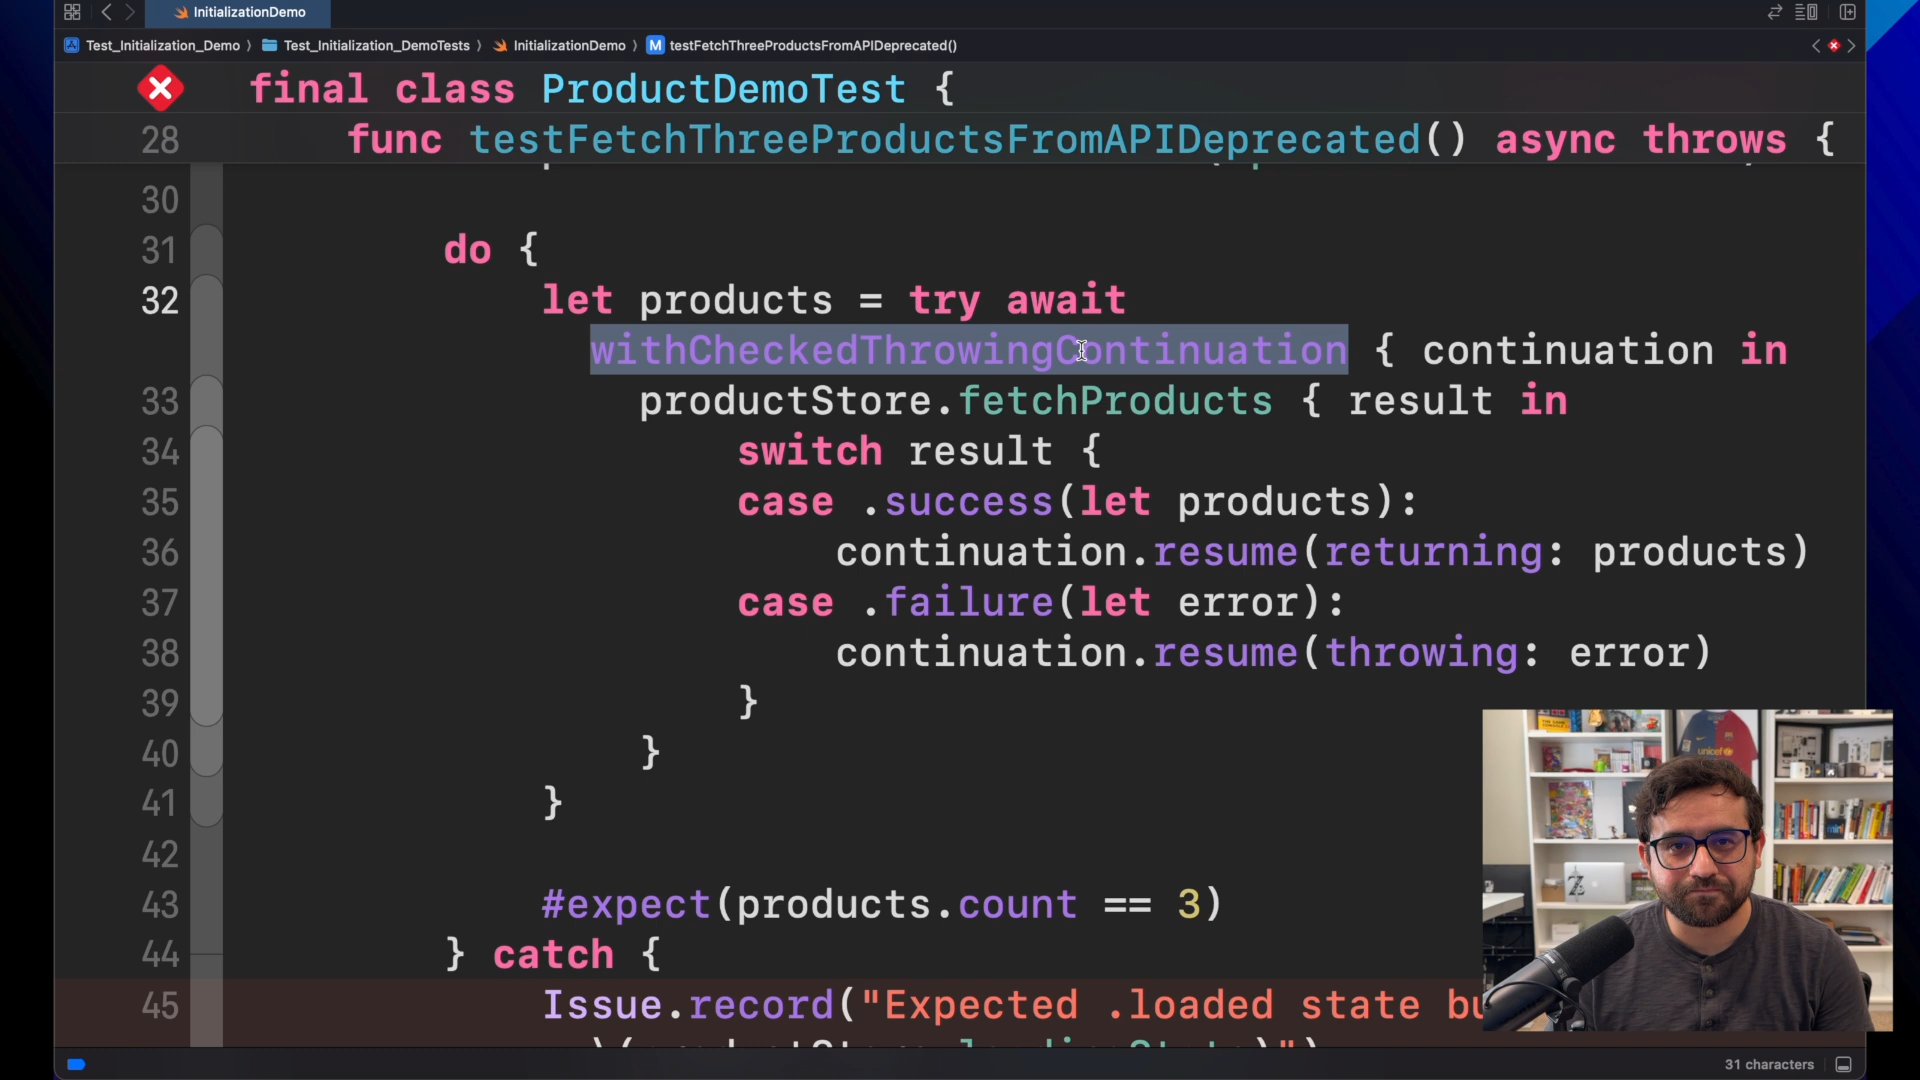 InitializationDemo
Test_Initialization_Demo 〉 Test_Initialization_DemoTests 〉 InitializationDemo 〉 M testFetchThreeProductsFromAPIDeprecated()
final class ProductDemoTest {
28 func testFetchThreeProductsFromAPIDeprecated() async throws {
30
31 do {
32 let products = try await
withCheckedThrowingContinuation { continuation in
33 productStore.fetchProducts { result in
34 switch result {
35 case .success(let products):
36 continuation.resume(returning: products)
37 case .failure(let error):
38 continuation.resume(throwing: error)
39 }
40 }
41 }
42
43 #expect(products.count == 3)
44 } catch {
45 Issue.record("Expected .loaded state
unicef
mini
31 characters